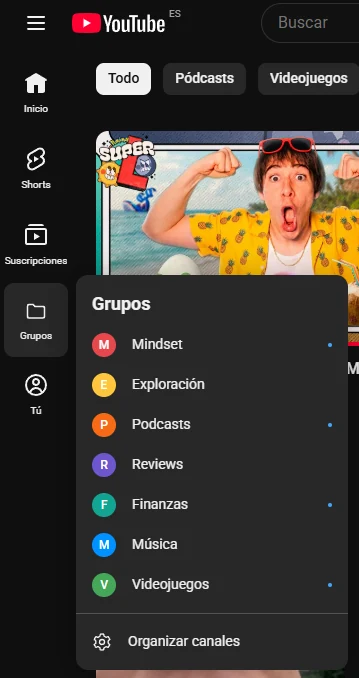 YouTube ES
Buscar
Todo
Pódcasts
Videojuegos
Inicio
Shorts
Suscripciones
Grupos
Tú
SUPER
L
Grupos
M Mindset
E Exploración
P Podcasts
R Reviews
F Finanzas
M Música
V Videojuegos
Organizar canales
M